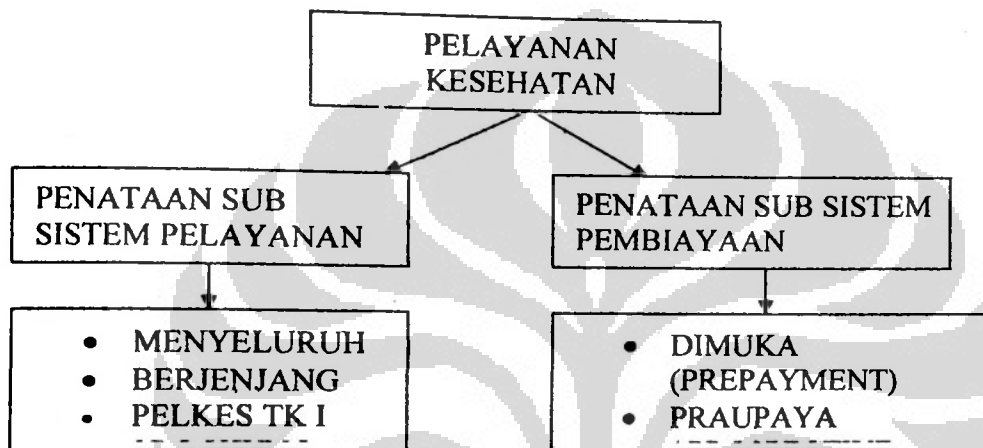 PELAYANAN
KESEHATAN
PENATAAN SUB
SISTEM PELAYANAN
PENATAAN SUB SISTEM
PEMBIAYAAN
• MENYELURUH
• BERJENJANG
• PELKES TK I
• DIMUKA
(PREPAYMENT)
• PRAUPAYA